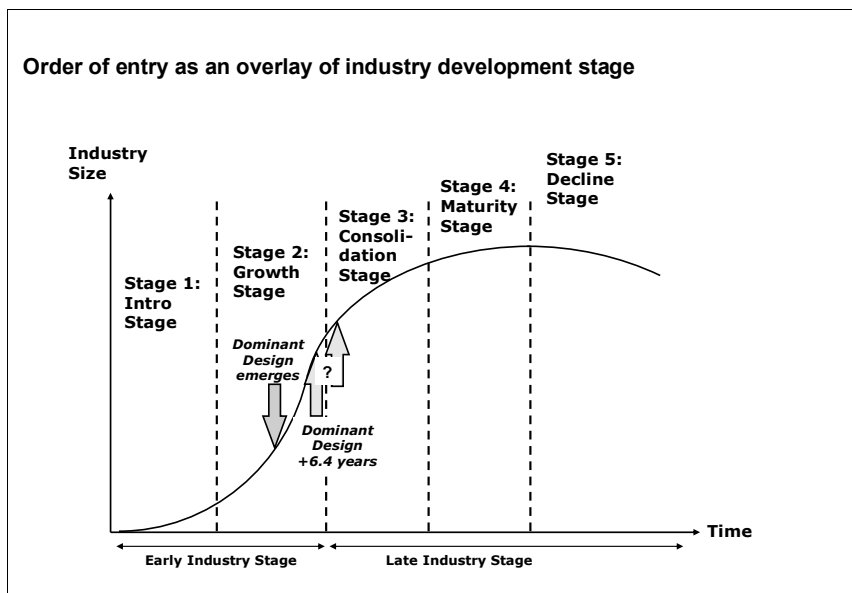 Order of entry as an overlay of industry development stage
Industry
Size
Stage 1:
Intro
Stage
Stage 2:
Growth
Stage
Stage 3:
Consoli-
dation
Stage
Stage 4:
Maturity
Stage
Stage 5:
Decline
Stage
Dominant
Design
emerges
?
Dominant
Design
+6.4 years
Time
Early Industry Stage
Late Industry Stage